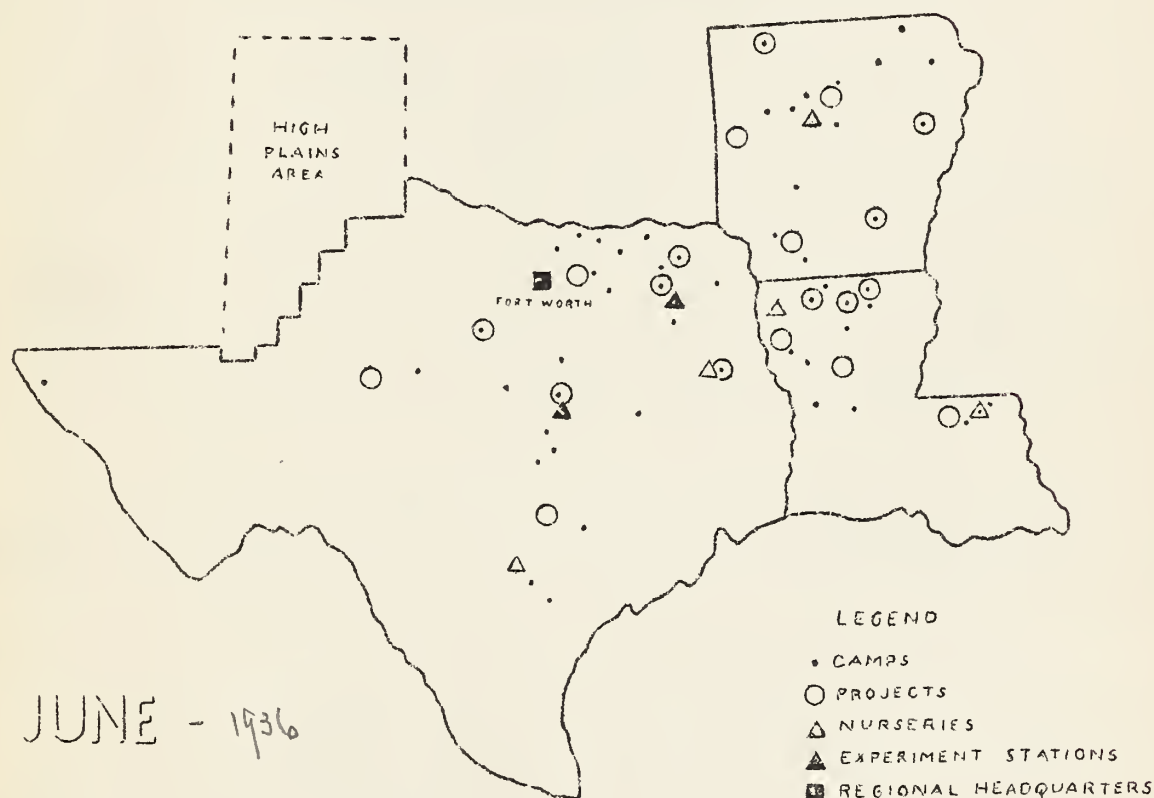 HIGH
PLAINS
AREA
FORT WORTH
LEGEND
CAMPS
PROJECTS
NURSERIES
EXPERIMENT STATIONS
REGIONAL HEADQUARTERS
JUNE - 1936